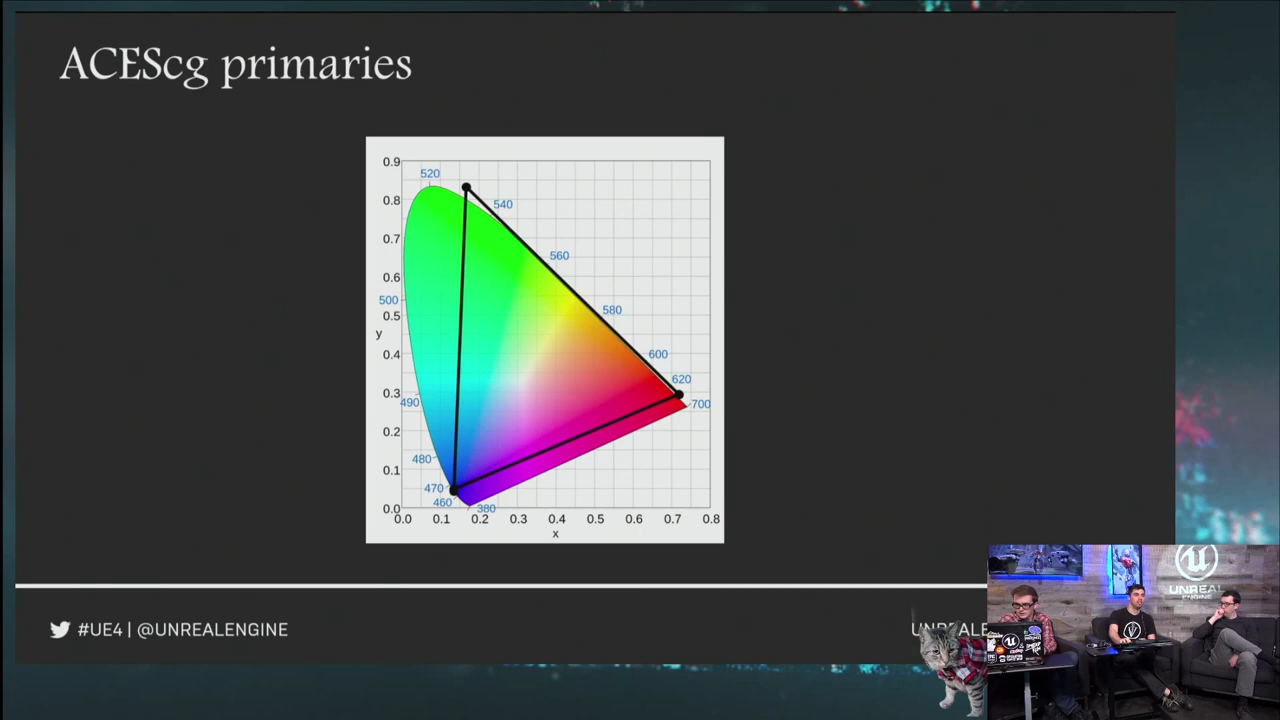 ACEScg primaries
0.9
520
0.8
540
0.7
560
0.6
500
580
0.5
y
0.4
600
620
0.3
490
700
0.2
480
0.1
470
460
0.0
380
0.0 0.1 0.2 0.3 0.4 0.5 0.6 0.7 0.8
x
#UE4 | @UNREALENGINE
UNREALE
UNREAL
ENGINE